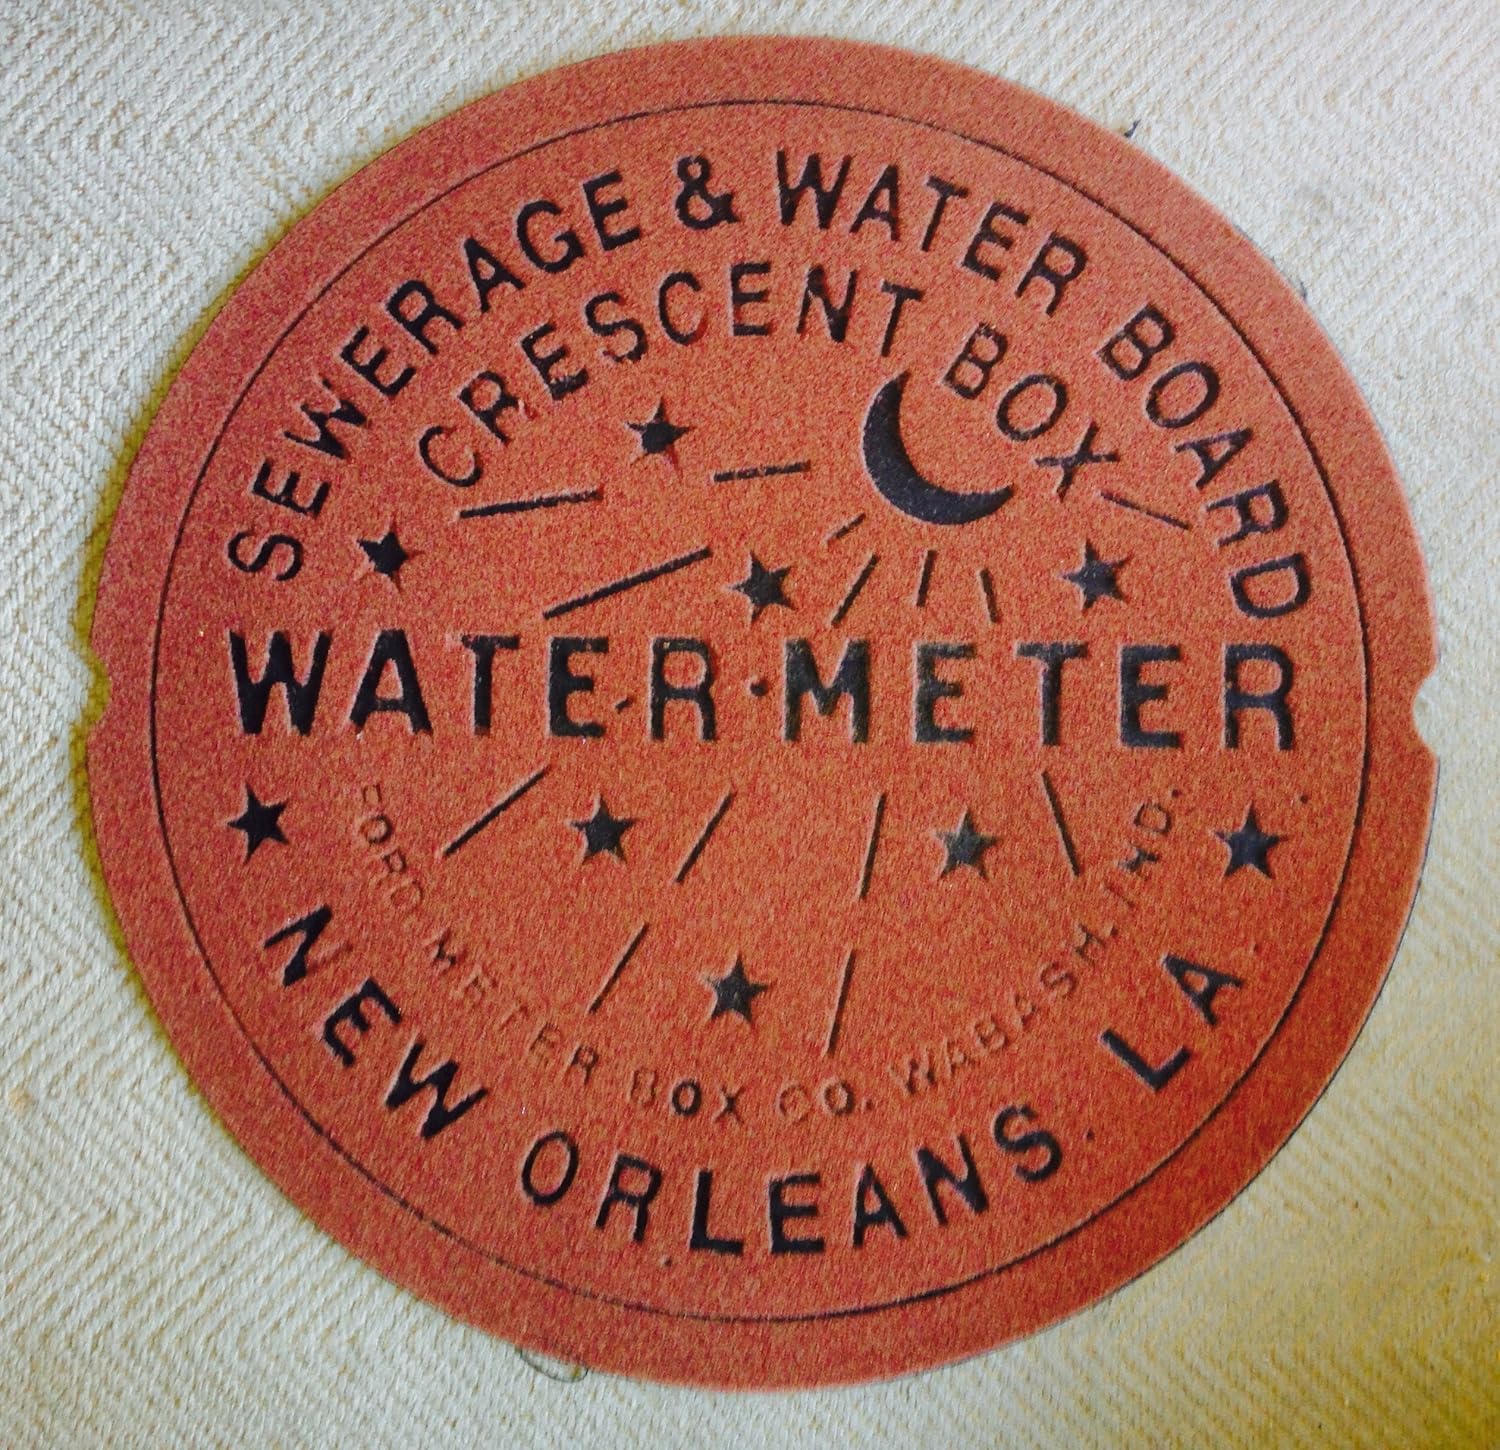 SEWERAGE & WATER BOARD
CRESCENT BOX
WATER·METER
FORD METER BOX CO. WABASH. IND.
NEW ORLEANS. LA.